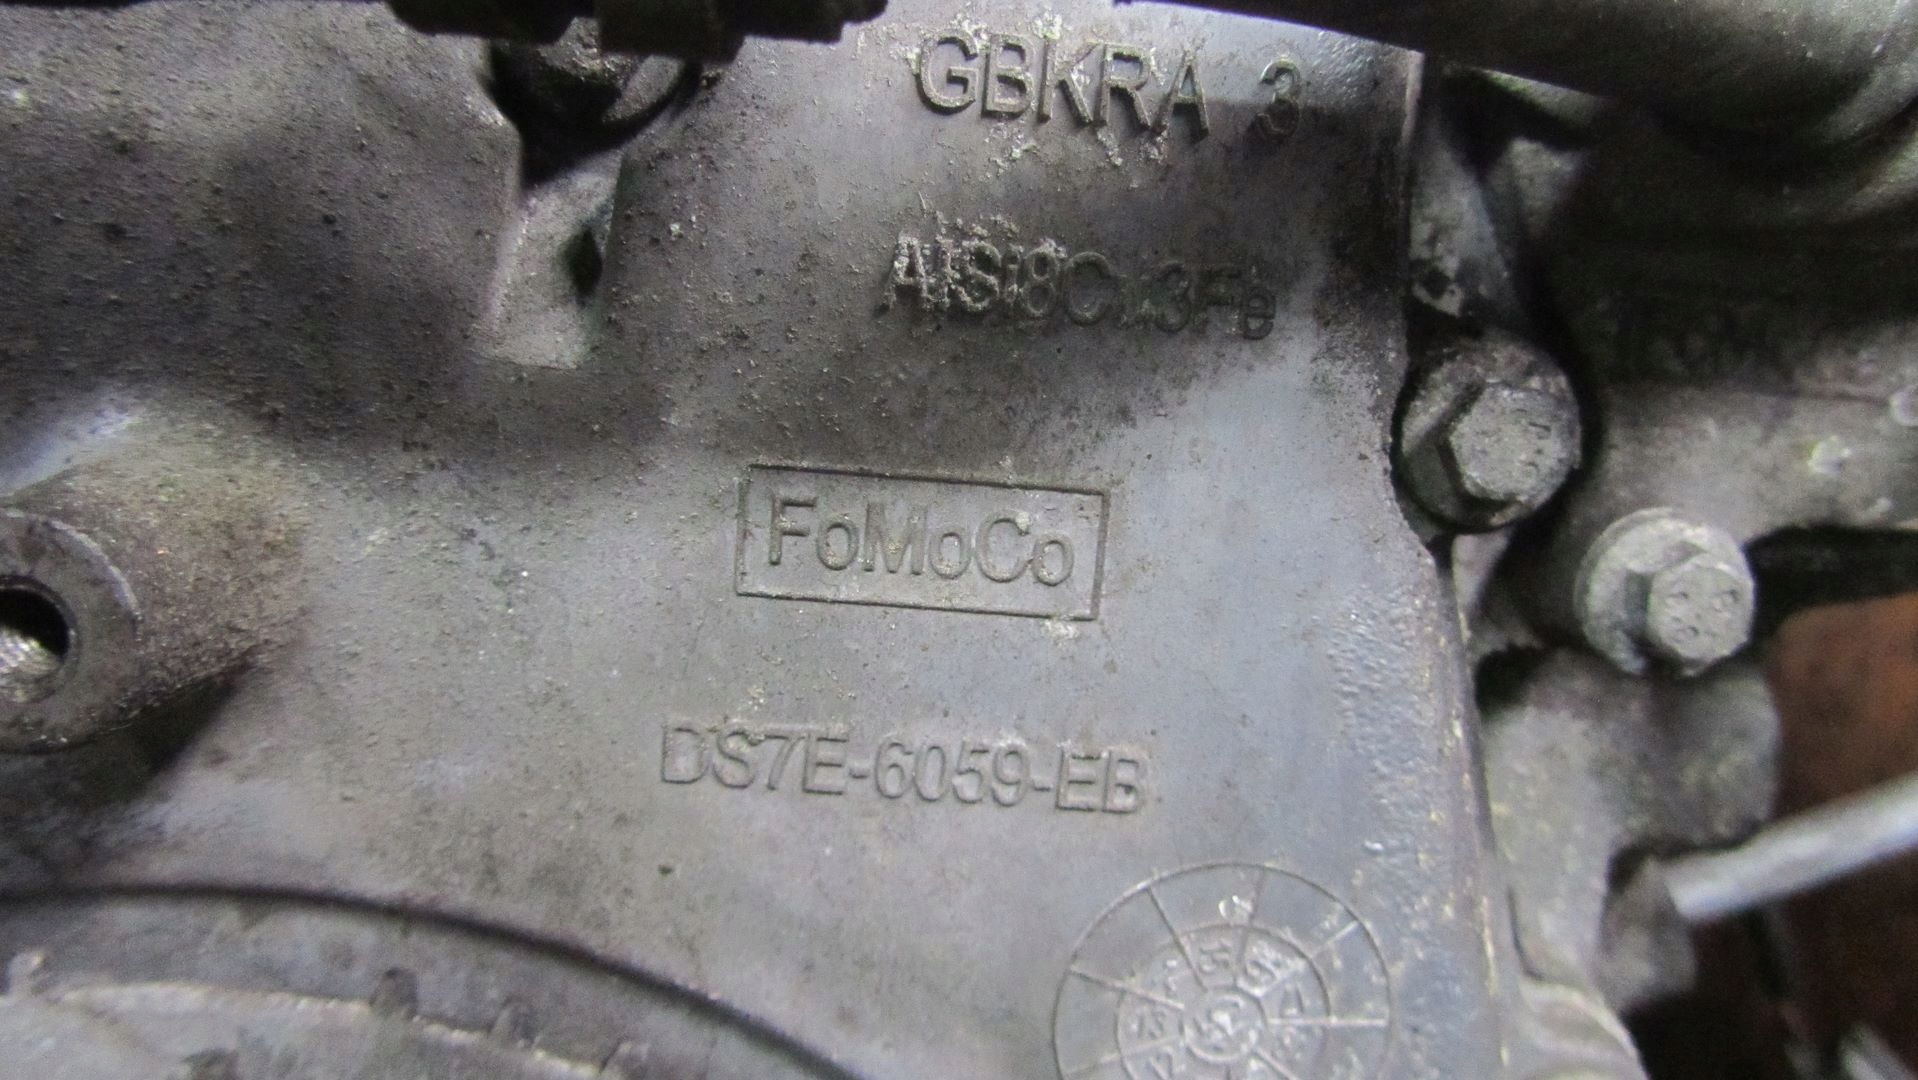 GBKRA 3
AlSi8Cu3Fe
FoMoCo
DS7E-6059-EB